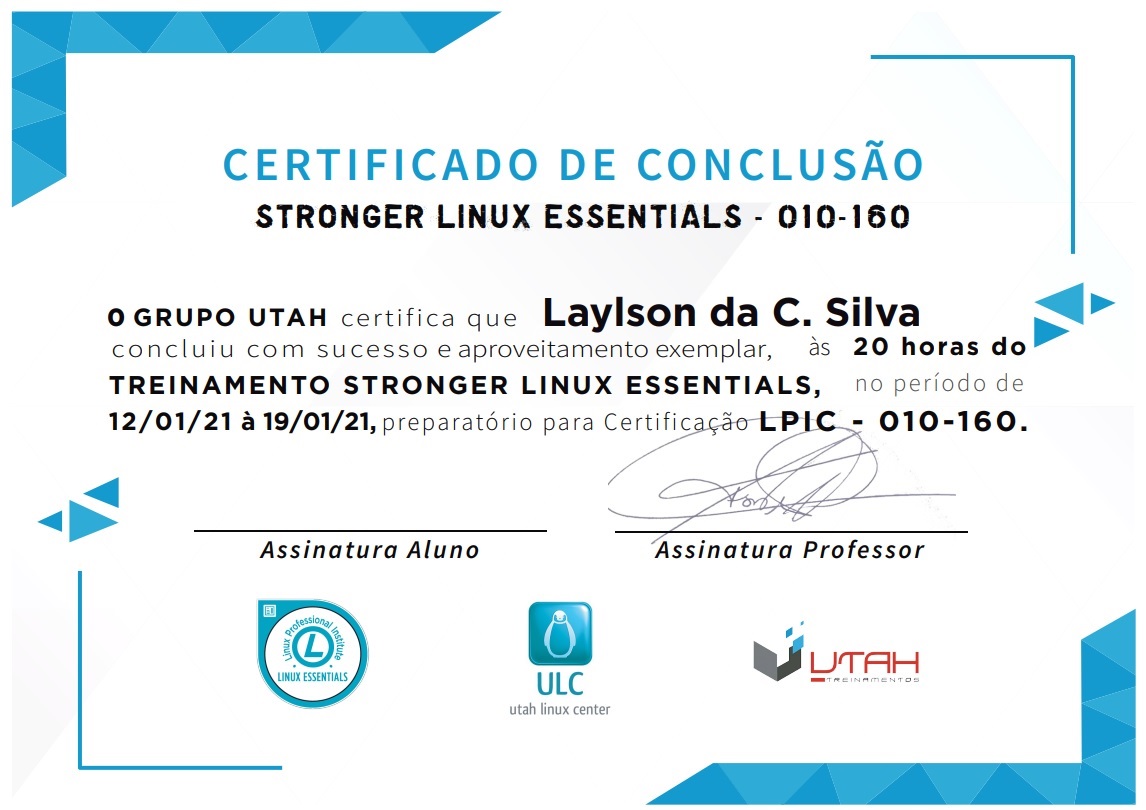 CERTIFICADO DE CONCLUSÃO
STRONGER LINUX ESSENTIALS - 010-160
O GRUPO UTAH certifica que Laylson da C. Silva
concluiu com sucesso e aproveitamento exemplar, às 20 horas do
TREINAMENTO STRONGER LINUX ESSENTIALS, no período de
12/01/21 à 19/01/21, preparatório para Certificação LPIC - 010-160.
Assinatura Aluno
Assinatura Professor
Linux Professional Institute
L
LINUX ESSENTIALS
ULC
utah linux center
UTAH
TREINAMENTOS